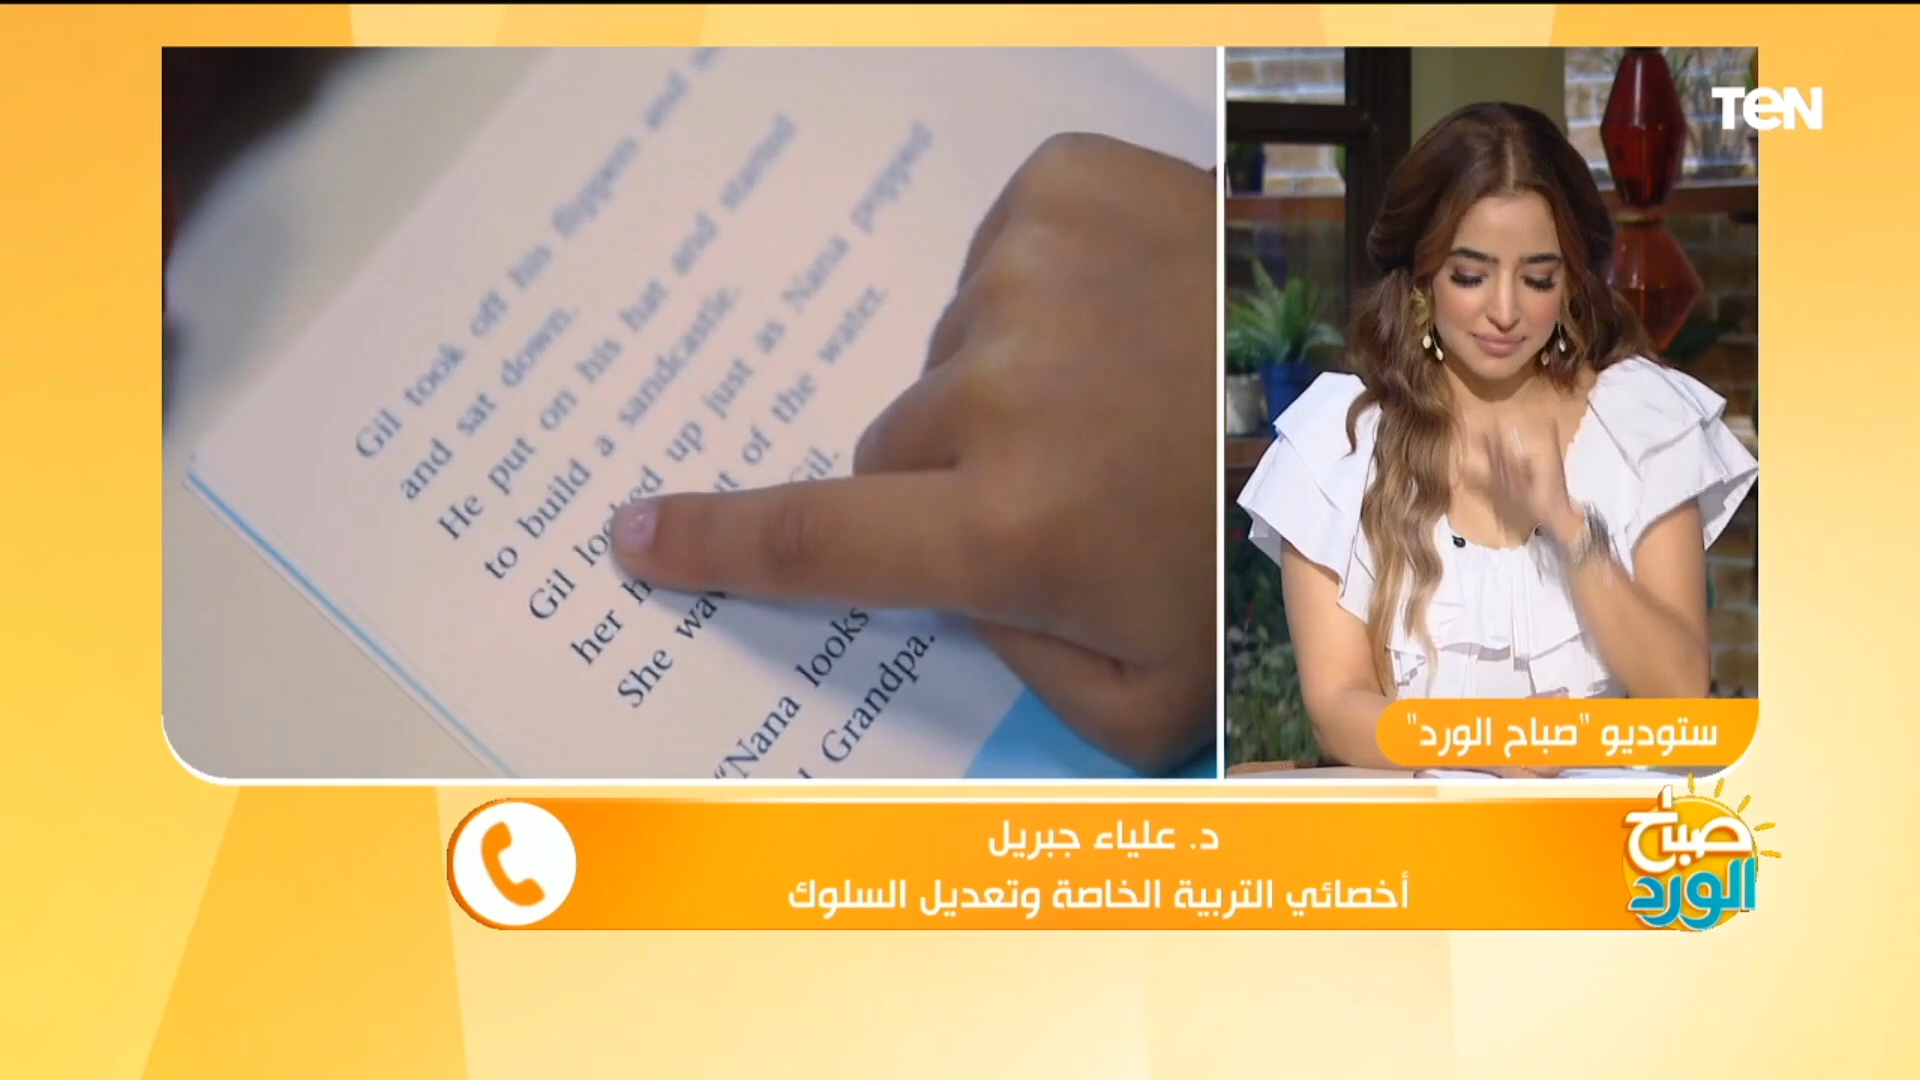 TeN
Gil took off his flippers and
and sat down.
He put on his hat and started
to build a sandcastle.
Gil looked up just as Nana popped
her of the water.
She Gil.
"Nana looks
Grandpa.
ستوديو "صباح الورد"
د. علياء جبريل
أخصائي التربية الخاصة وتعديل السلوك
صباح
الورد